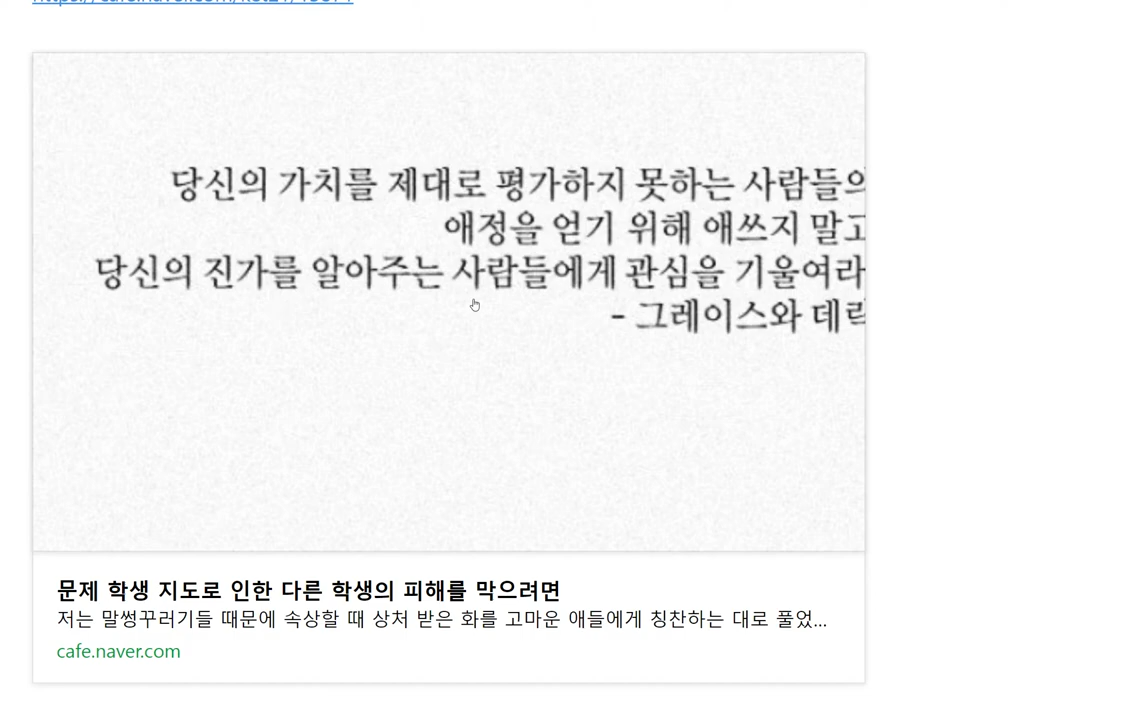 당신의 가치를 제대로 평가하지 못하는 사람들의
애정을 얻기 위해 애쓰지 말고
당신의 진가를 알아주는 사람들에게 관심을 기울여라
- 그레이스와 데릭
문제 학생 지도로 인한 다른 학생의 피해를 막으려면
저는 말썽꾸러기들 때문에 속상할 때 상처 받은 화를 고마운 애들에게 칭찬하는 대로 풀었...
cafe.naver.com